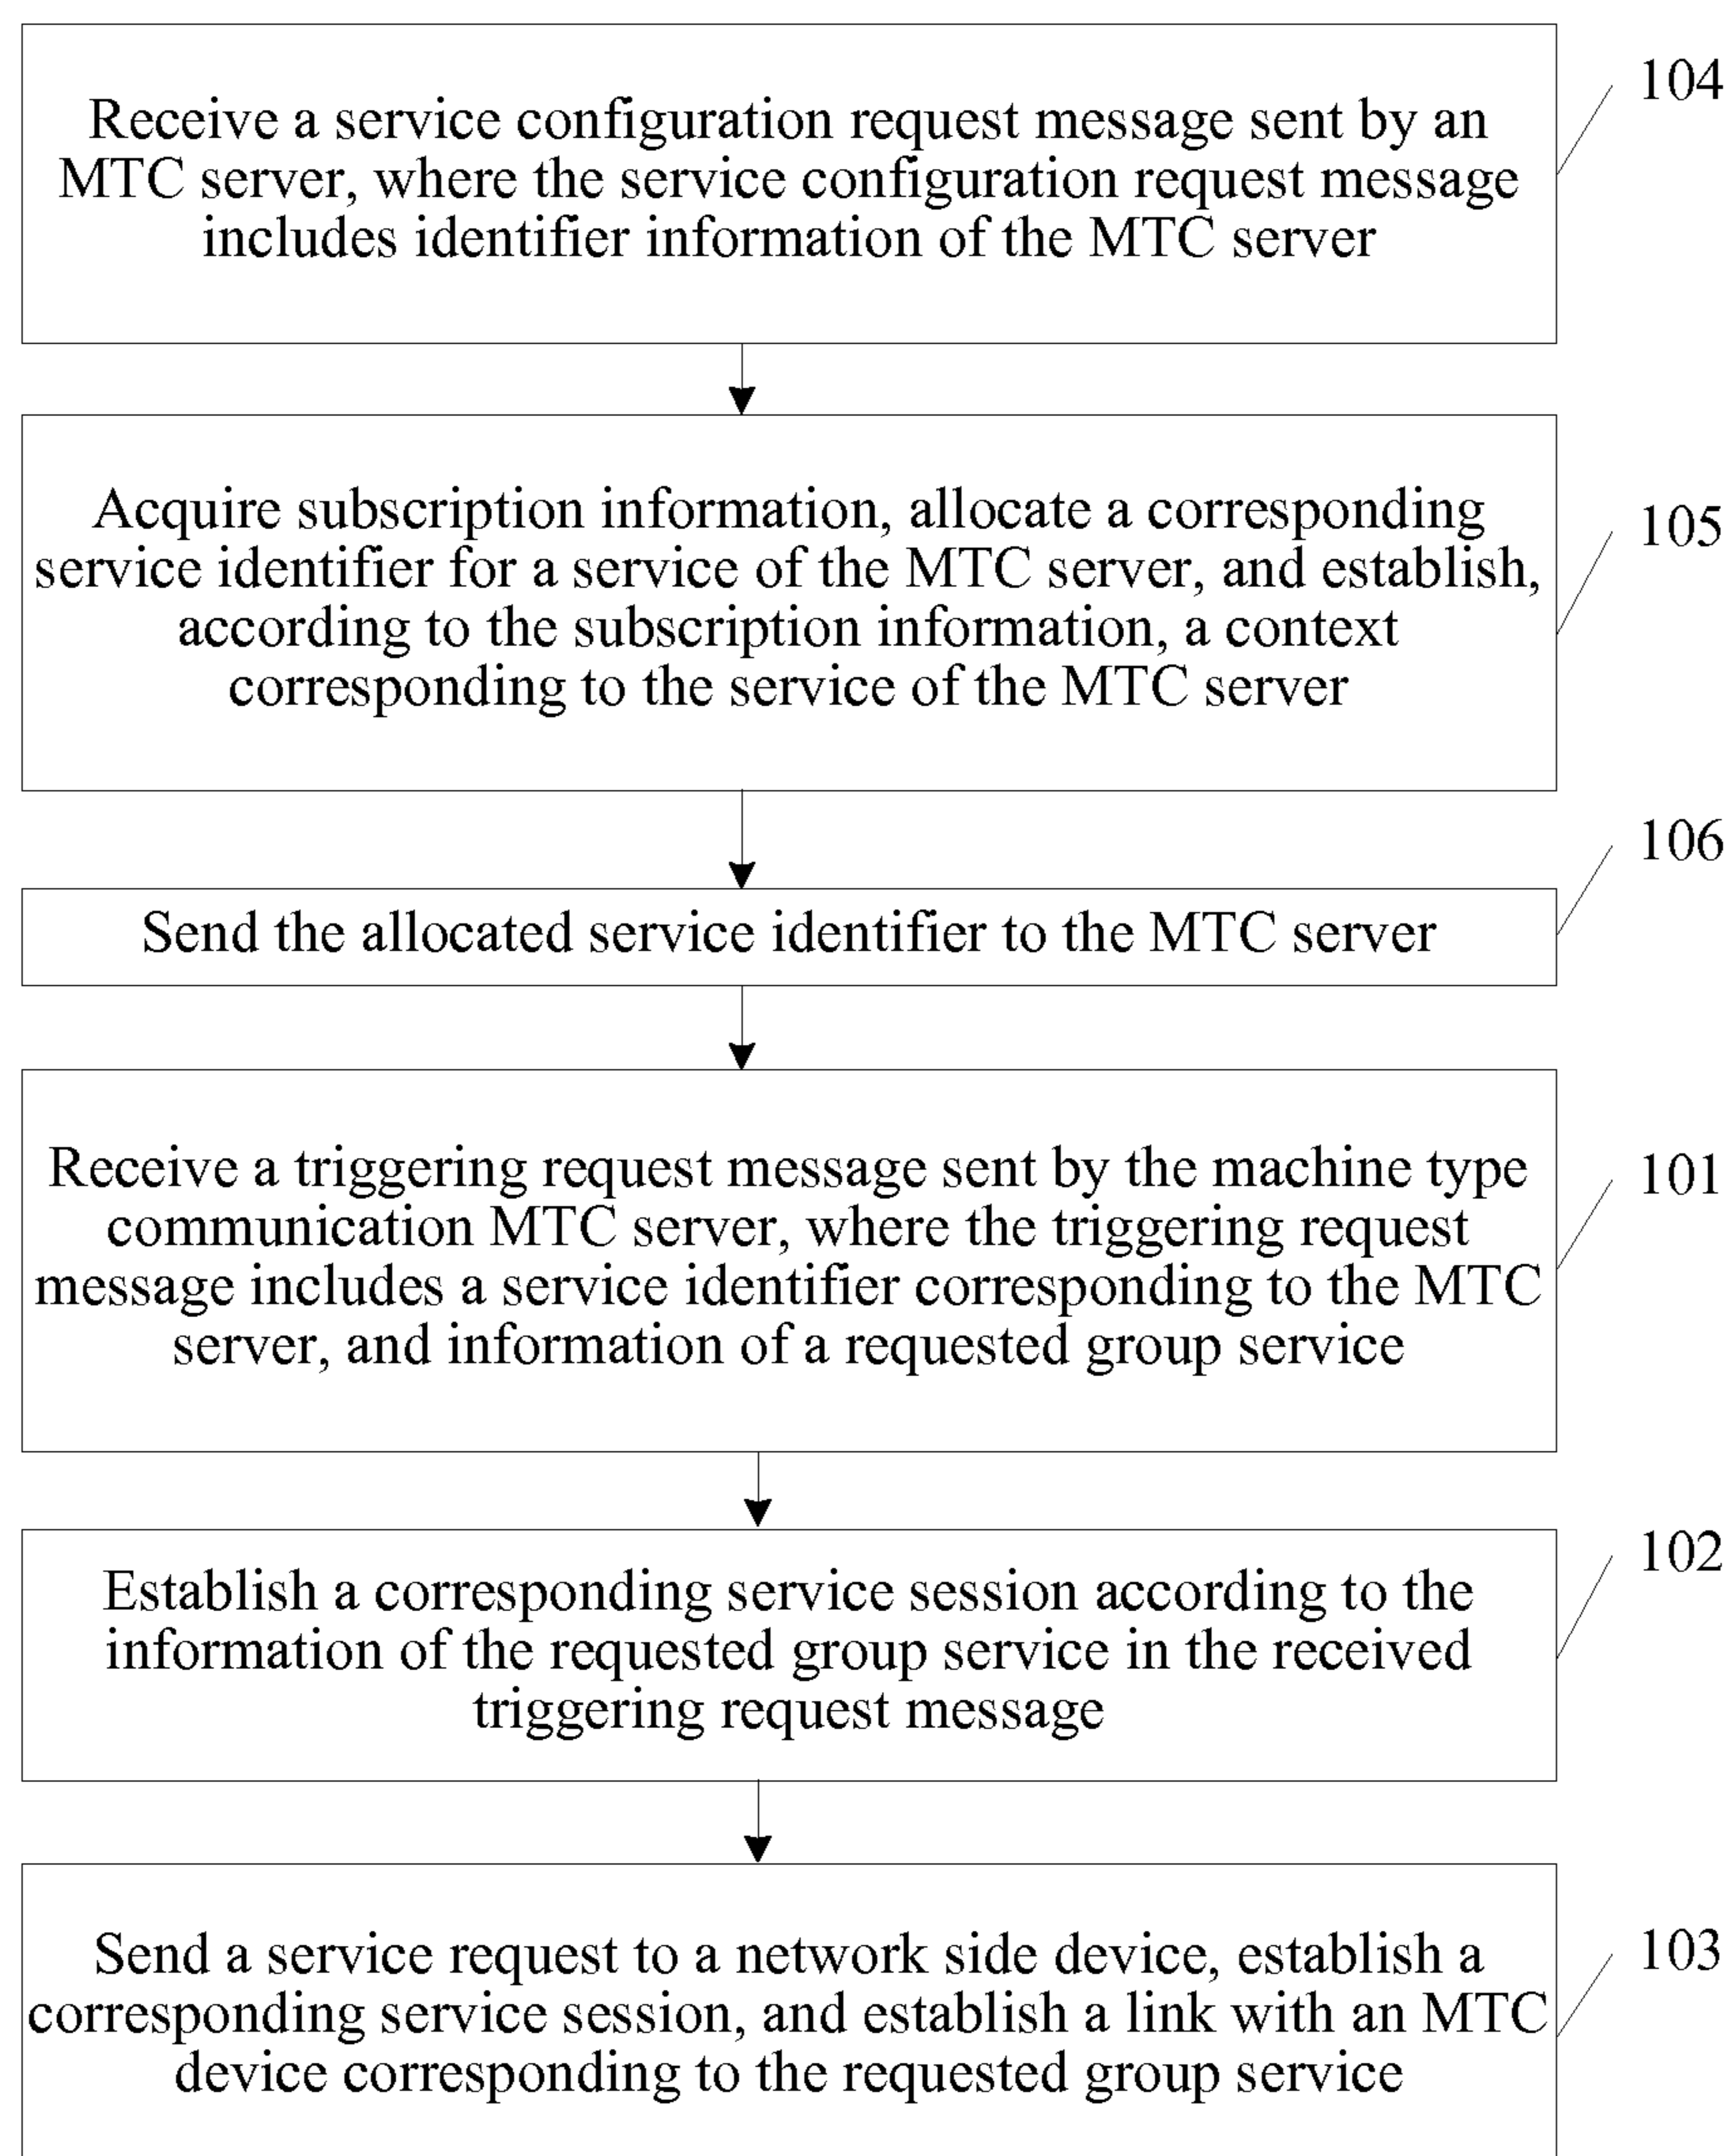 104
Receive a service configuration request message sent by an
MTC server, where the service configuration request message
includes identifier information of the MTC server
105
Acquire subscription information, allocate a corresponding
service identifier for a service of the MTC server, and establish,
according to the subscription information, a context
corresponding to the service of the MTC server
106
Send the allocated service identifier to the MTC server
101
Receive a triggering request message sent by the machine type
communication MTC server, where the triggering request
message includes a service identifier corresponding to the MTC
server, and information of a requested group service
102
Establish a corresponding service session according to the
information of the requested group service in the received
triggering request message
103
Send a service request to a network side device, establish a
corresponding service session, and establish a link with an MTC
device corresponding to the requested group service